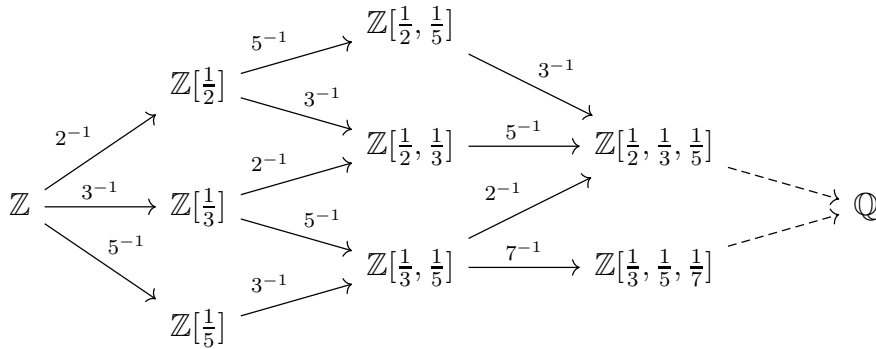 5⁻¹ ℤ[½, ⅕]
ℤ[½] 3⁻¹
2⁻¹ 3⁻¹ ℤ[½, ⅓] 5⁻¹ ℤ[½, ⅓, ⅕]
ℤ 3⁻¹ ℤ[⅓] 2⁻¹ 2⁻¹ ℚ
5⁻¹ 5⁻¹ ℤ[⅓, ⅕] 7⁻¹ ℤ[⅓, ⅕, ⅐]
ℤ[⅕] 3⁻¹